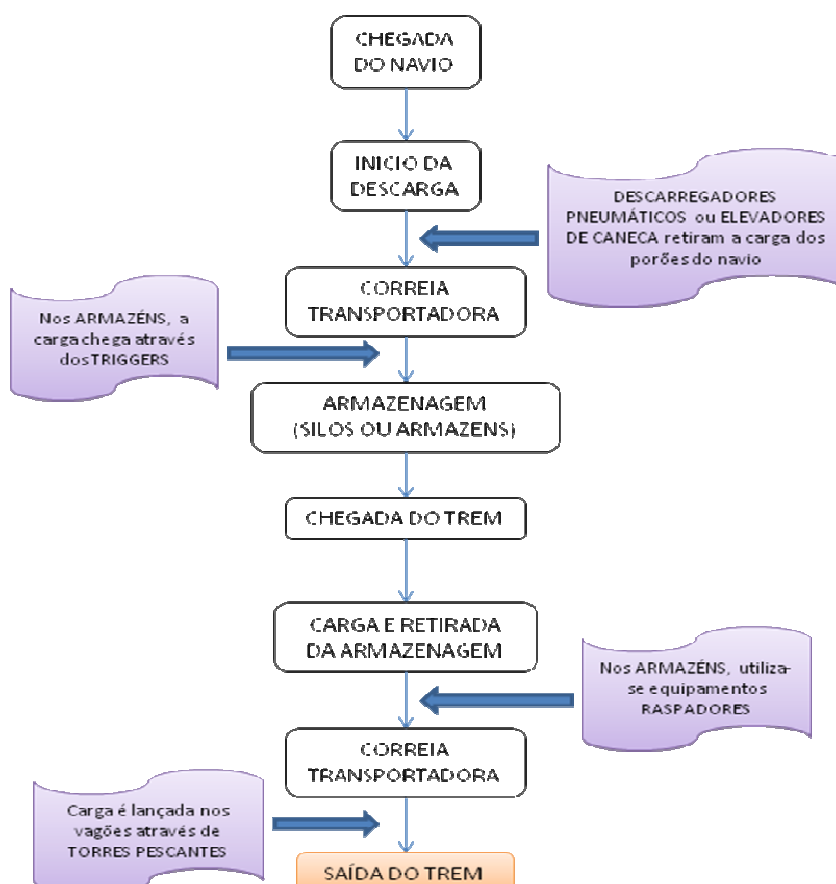 CHEGADA
DO NAVIO
INICIO DA
DESCARGA
DESCARREGADORES
PNEUMÁTICOS ou ELEVADORES
DE CANECA retiram a carga dos
porões do navio
CORREIA
TRANSPORTADORA
Nos ARMAZÉNS, a
carga chega através
dos TRIGGERS
ARMAZENAGEM
(SILOS OU ARMAZENS)
CHEGADA DO TREM
CARGA E RETIRADA
DA ARMAZENAGEM
Nos ARMAZÉNS, utiliza-
se equipamentos
RASPADORES
CORREIA
TRANSPORTADORA
Carga é lançada nos
vagões através de
TORRES PESCANTES
SAÍDA DO TREM